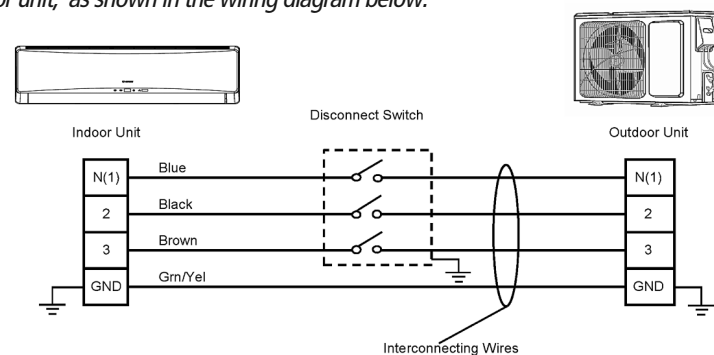 or unit, as shown in the wiring diagram below.
Disconnect Switch
Indoor Unit
Outdoor Unit
N(1)
Blue
N(1)
2
Black
2
3
Brown
3
GND
Grn/Yel
GND
Interconnecting Wires